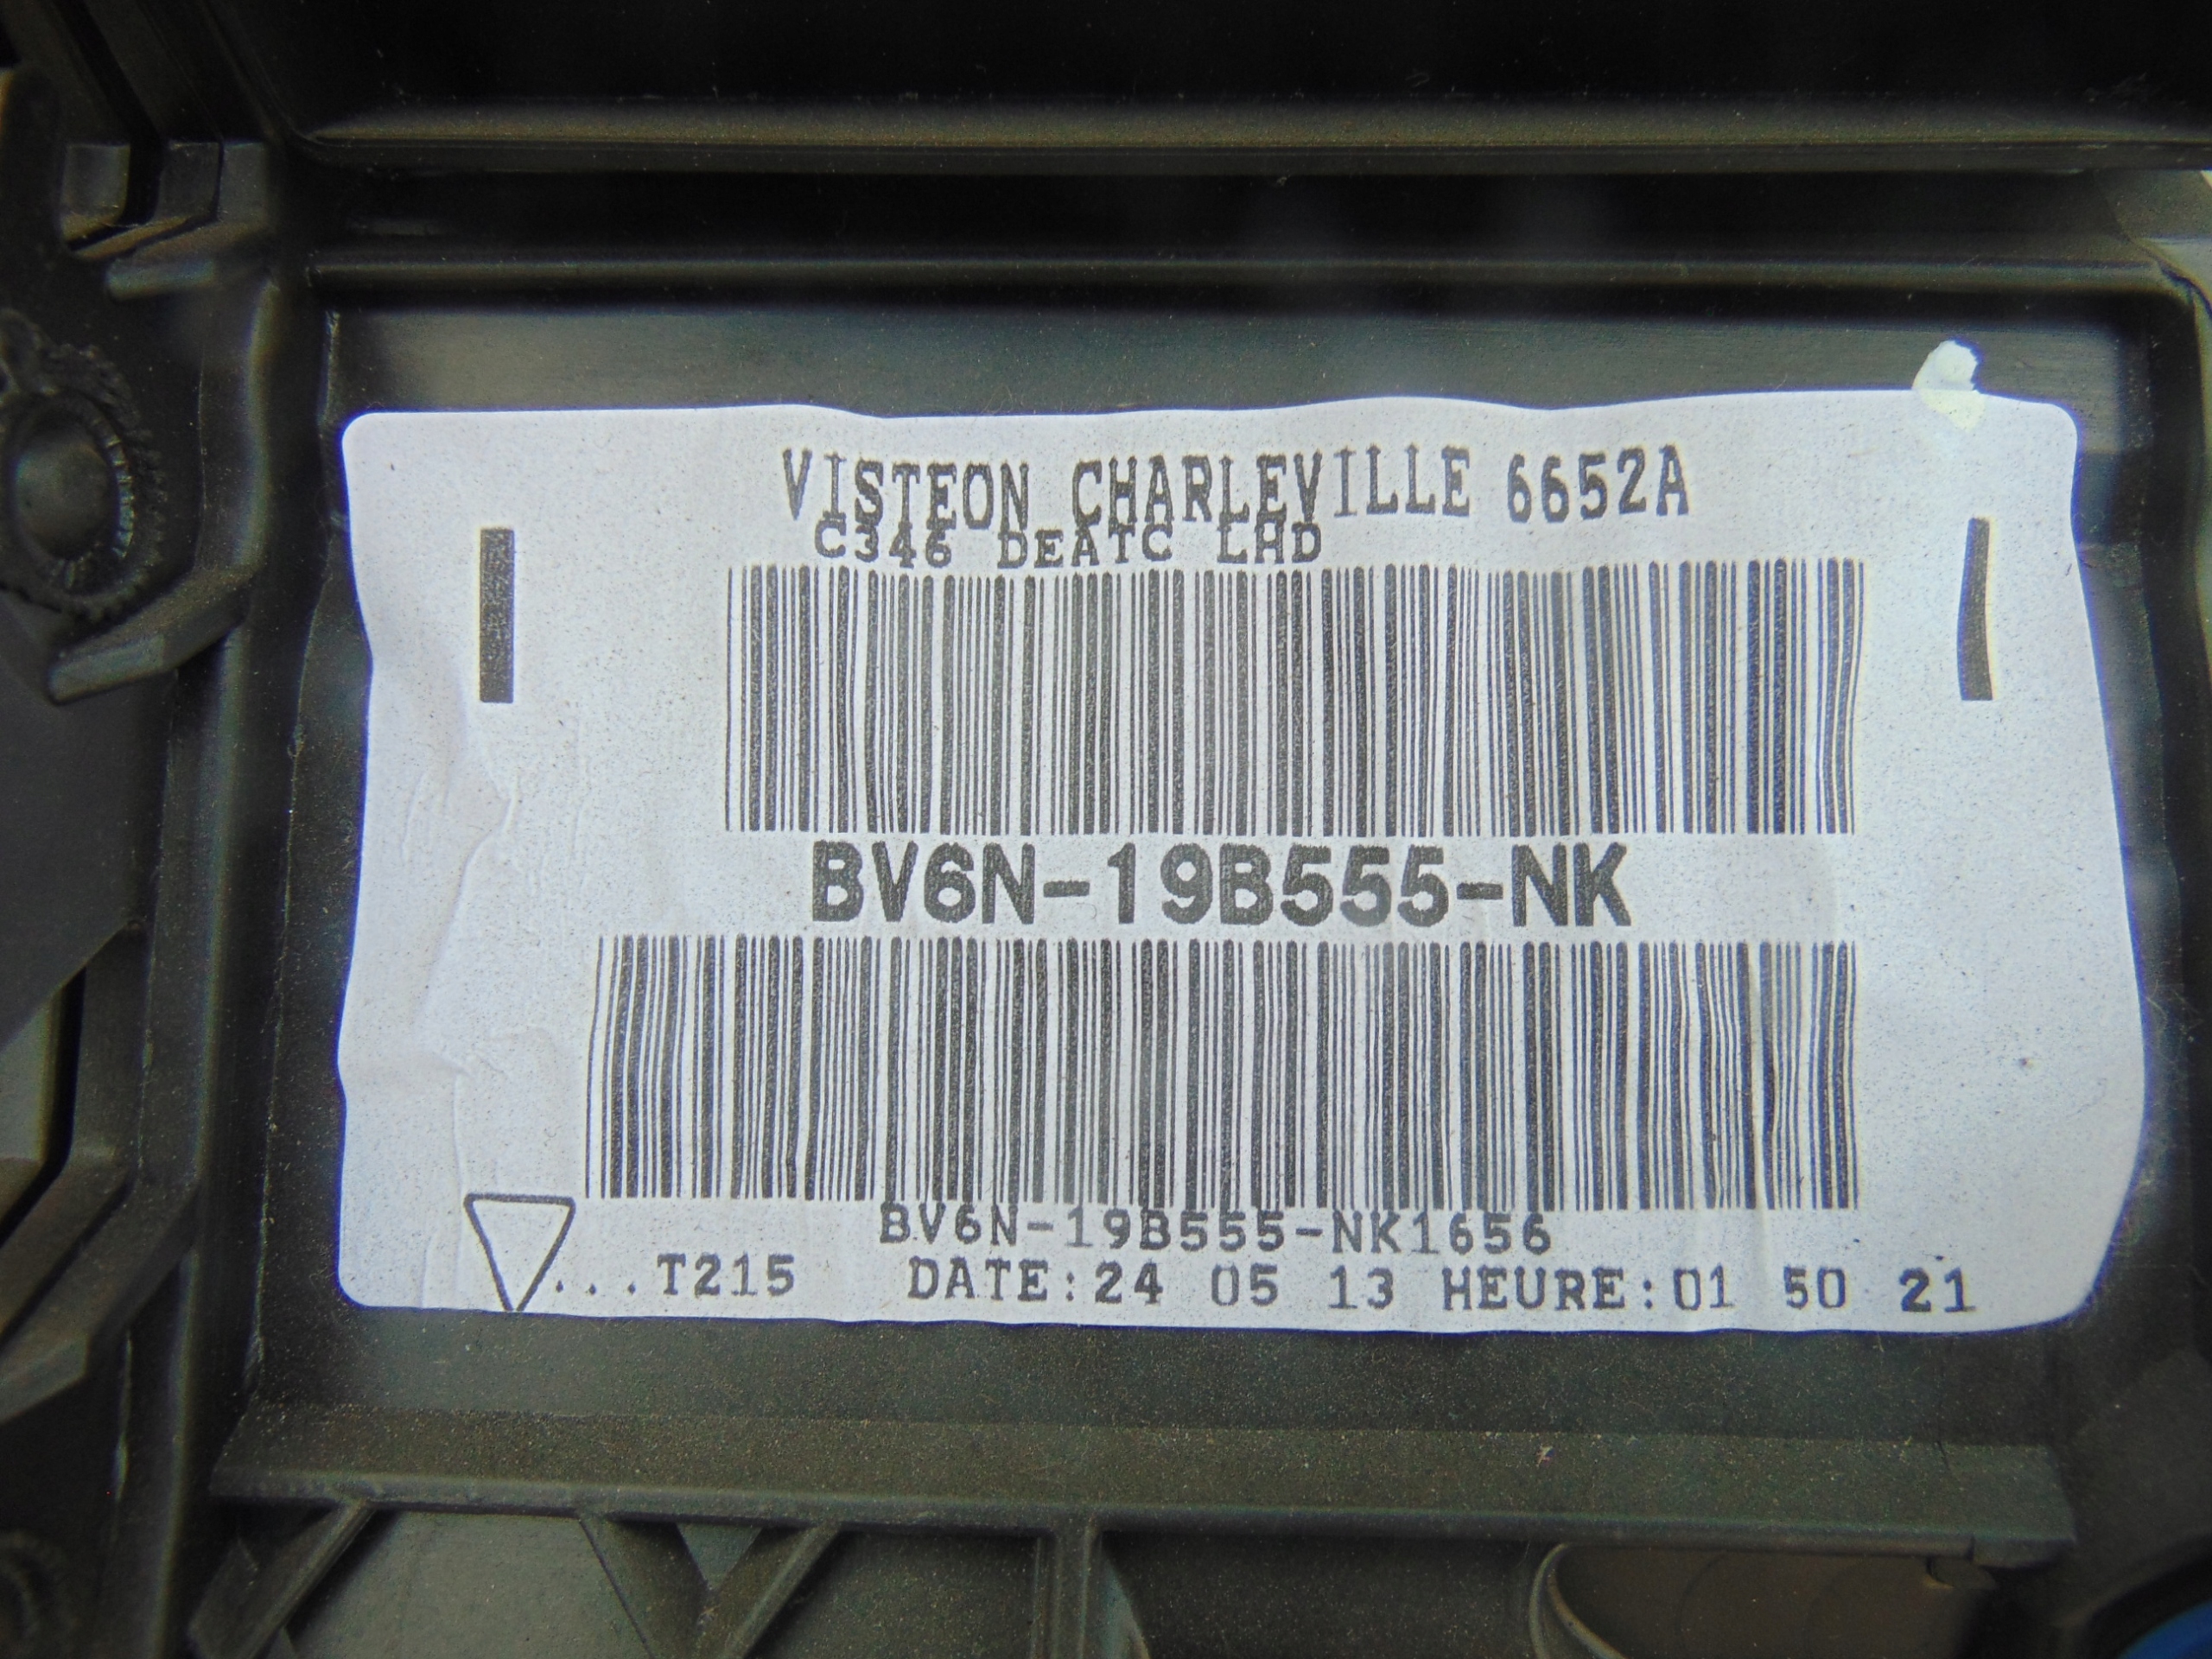 VISTEON CHARLEVILLE 6652A
C346 DEATC LHD
BV6N-19B555-NK
BV6N-19B555-NK1656
...T215 DATE:24 05 13 HEURE:01 50 21